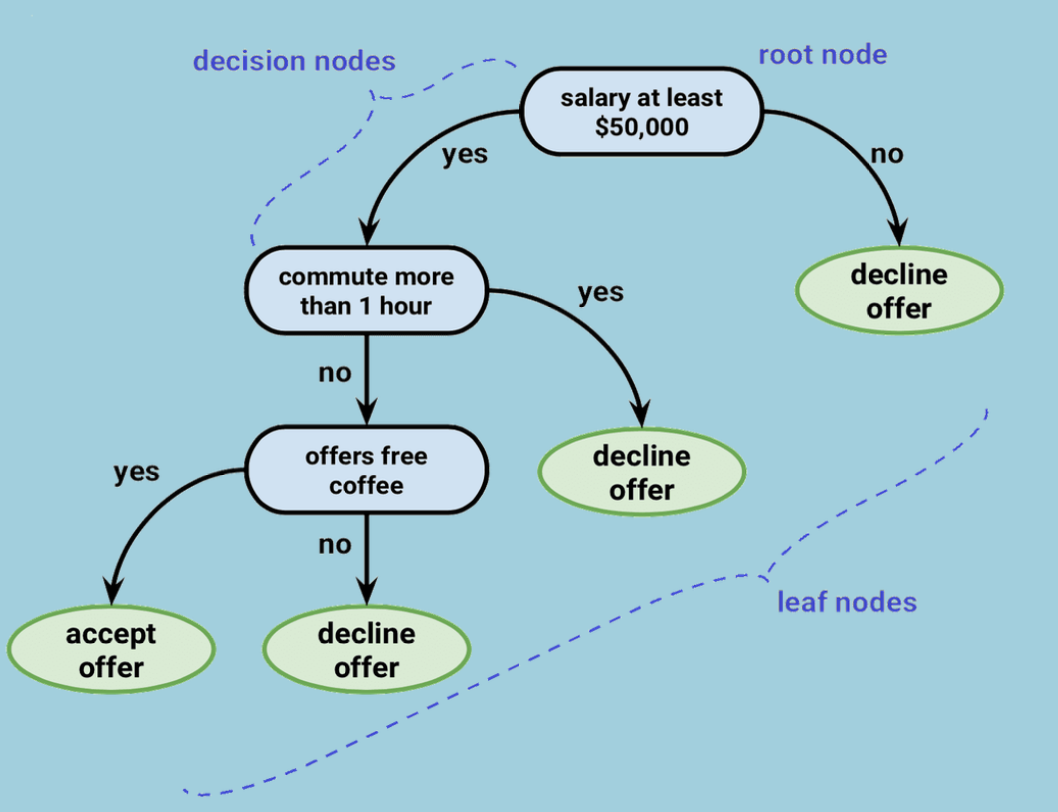 decision nodes
root node
salary at least
$50,000
yes
no
commute more
than 1 hour
yes
decline
offer
no
offers free
coffee
decline
offer
yes
no
leaf nodes
accept
offer
decline
offer